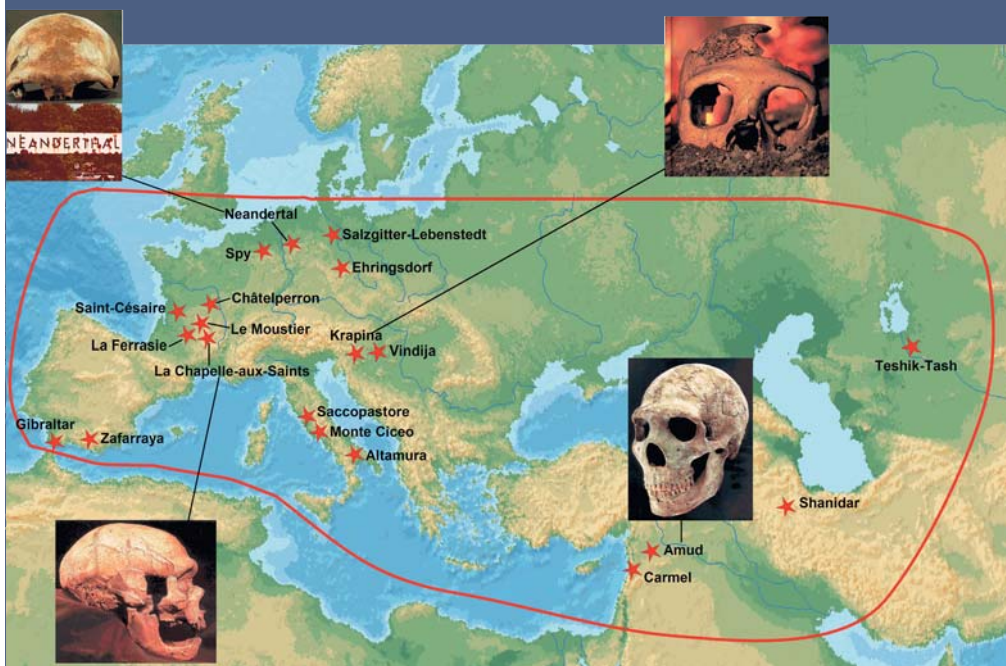 NEANDERTHAL
Neandertal
Salzgitter-Lebenstedt
Spy
Ehringsdorf
Châtelperron
Saint-Césaire
Le Moustier
La Ferrasie
Krapina
Vindija
La Chapelle-aux-Saints
Teshik-Tash
Saccopastore
Gibraltar
Zafarraya
Monte Ciceo
Altamura
Shanidar
Amud
Carmel